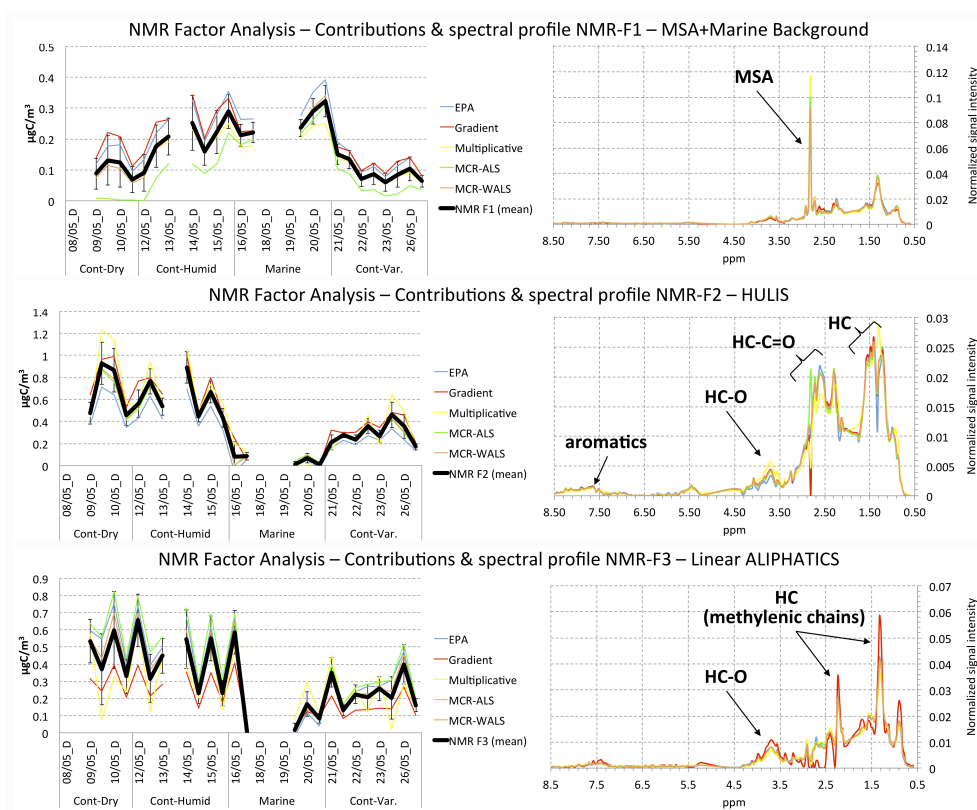 NMR Factor Analysis – Contributions & spectral profile NMR-F1 – MSA+Marine Background
0.5
0.4
0.3
0.2
0.1
0
µgC/m³
08/05_D
09/05_D
10/05_D
12/05_D
13/05_D
14/05_D
15/05_D
16/05_D
18/05_D
19/05_D
20/05_D
21/05_D
22/05_D
23/05_D
24/05_D
26/05_D
Cont-Dry
Cont-Humid
Marine
Cont-Var.
EPA
Gradient
Multiplicative
MCR-ALS
MCR-WALS
NMR F1 (mean)
MSA
0.14
0.12
0.1
0.08
0.06
0.04
0.02
0
Normalized signal intensity
8.50
7.50
6.50
5.50
4.50
3.50
2.50
1.50
0.50
ppm
NMR Factor Analysis – Contributions & spectral profile NMR-F2 – HULIS
1.4
1.2
1
0.8
0.6
0.4
0.2
0
µgC/m³
08/05_D
09/05_D
10/05_D
12/05_D
13/05_D
14/05_D
15/05_D
16/05_D
18/05_D
19/05_D
20/05_D
21/05_D
22/05_D
23/05_D
24/05_D
26/05_D
Cont-Dry
Cont-Humid
Marine
Cont-Var.
EPA
Gradient
Multiplicative
MCR-ALS
MCR-WALS
NMR F2 (mean)
aromatics
HC-O
HC-C=O
HC
0.03
0.025
0.02
0.015
0.01
0.005
0
Normalized signal intensity
8.50
7.50
6.50
5.50
4.50
3.50
2.50
1.50
0.50
ppm
NMR Factor Analysis – Contributions & spectral profile NMR-F3 – Linear ALIPHATICS
0.9
0.8
0.7
0.6
0.5
0.4
0.3
0.2
0.1
0
µgC/m³
08/05_D
09/05_D
10/05_D
12/05_D
13/05_D
14/05_D
15/05_D
16/05_D
18/05_D
19/05_D
20/05_D
21/05_D
22/05_D
23/05_D
24/05_D
26/05_D
Cont-Dry
Cont-Humid
Marine
Cont-Var.
EPA
Gradient
Multiplicative
MCR-ALS
MCR-WALS
NMR F3 (mean)
HC
(methylenic chains)
HC-O
0.07
0.06
0.05
0.04
0.03
0.02
0.01
0
Normalized signal intensity
8.50
7.50
6.50
5.50
4.50
3.50
2.50
1.50
0.50
ppm